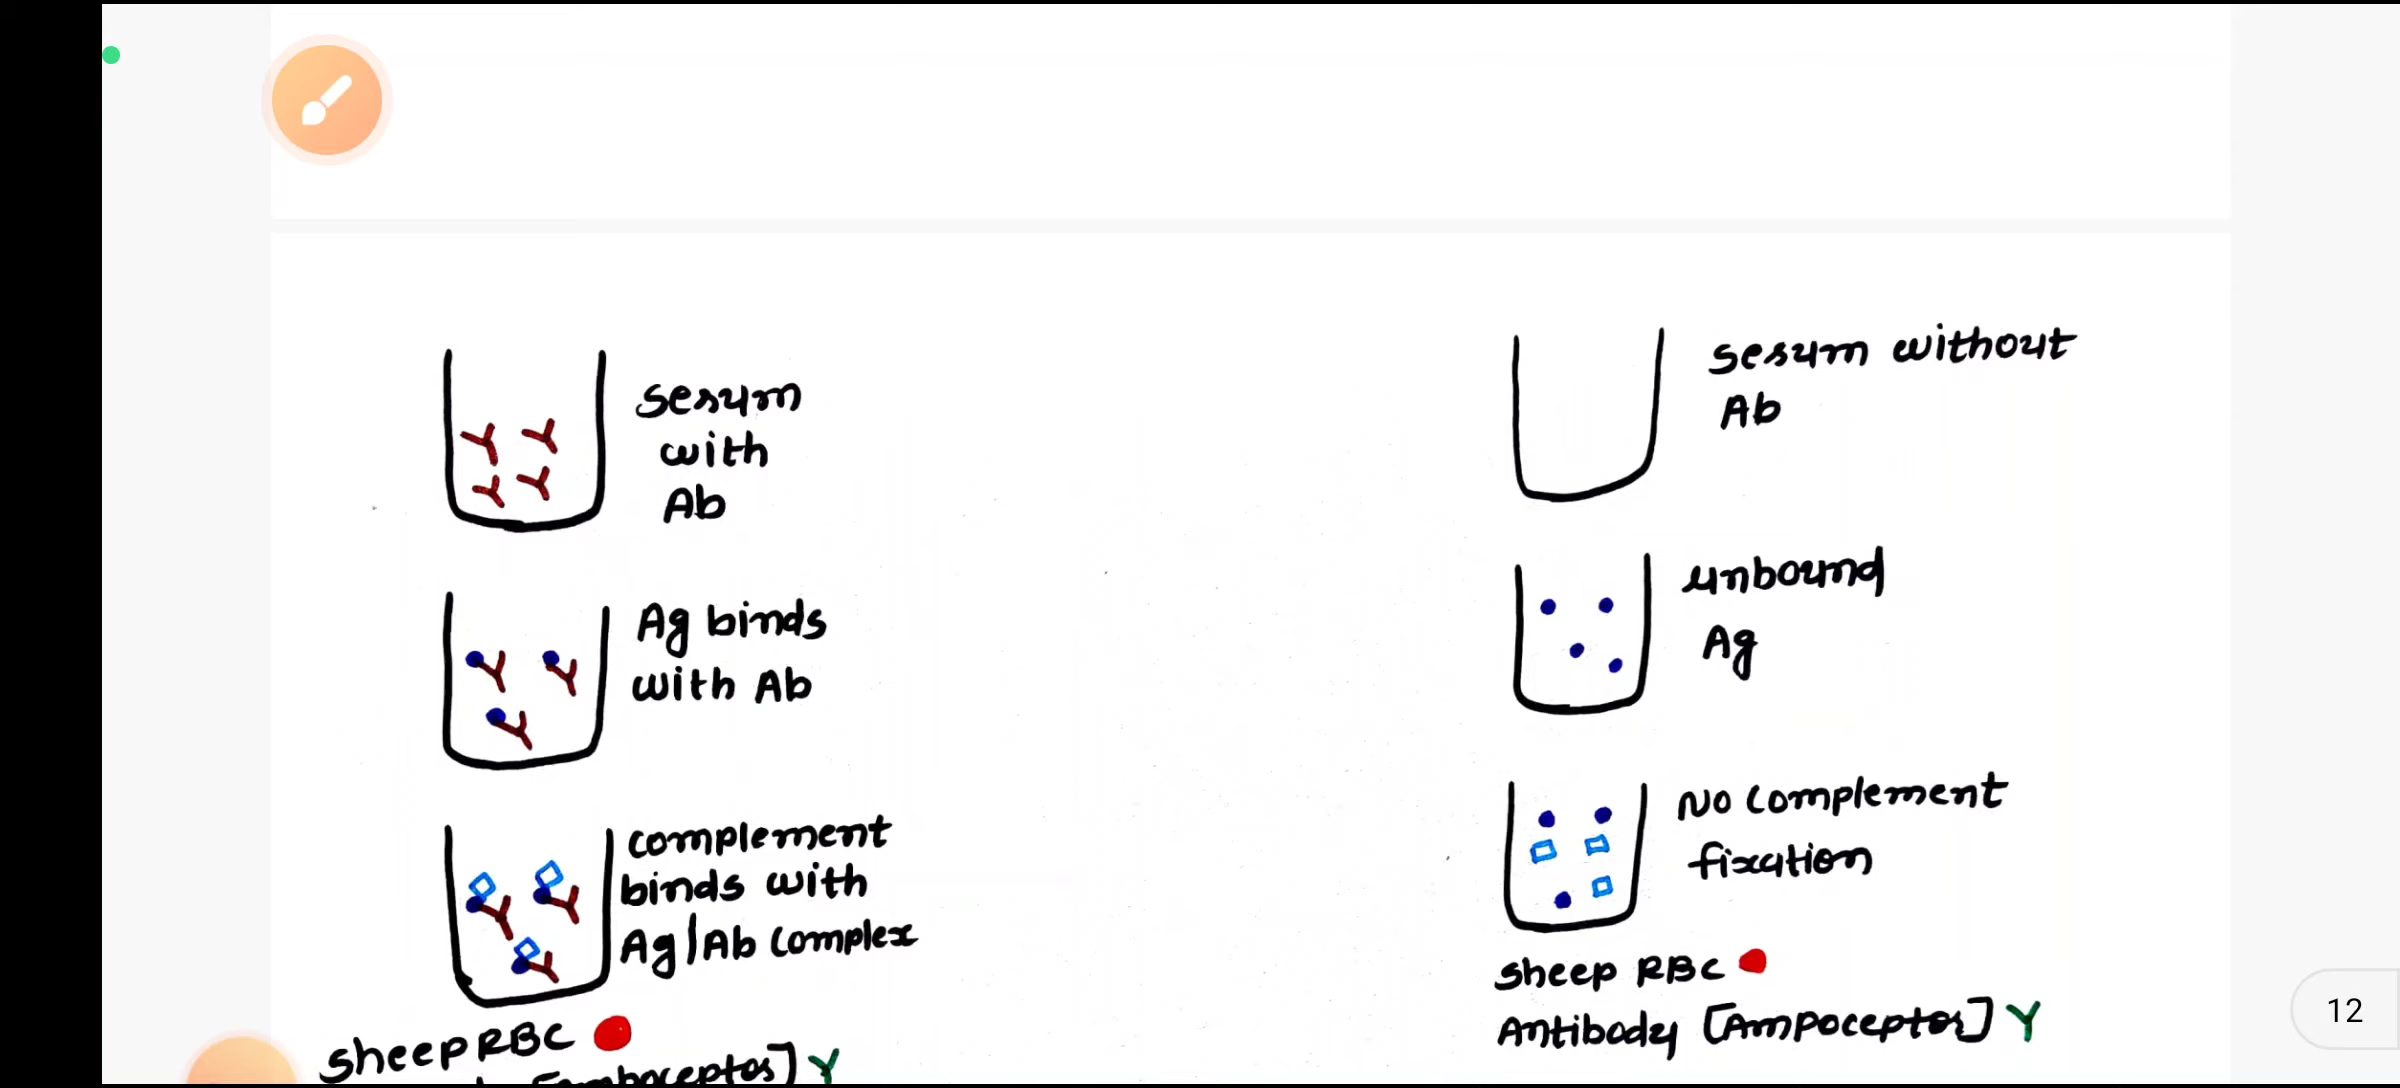 serum
with
Ab
Ag binds
with Ab
complement
binds with
Ag|Ab complex
sheep RBC
serum without
Ab
unbound
Ag
No complement
fixation
sheep RBC
Antibody [Ampoceptor] Y
12